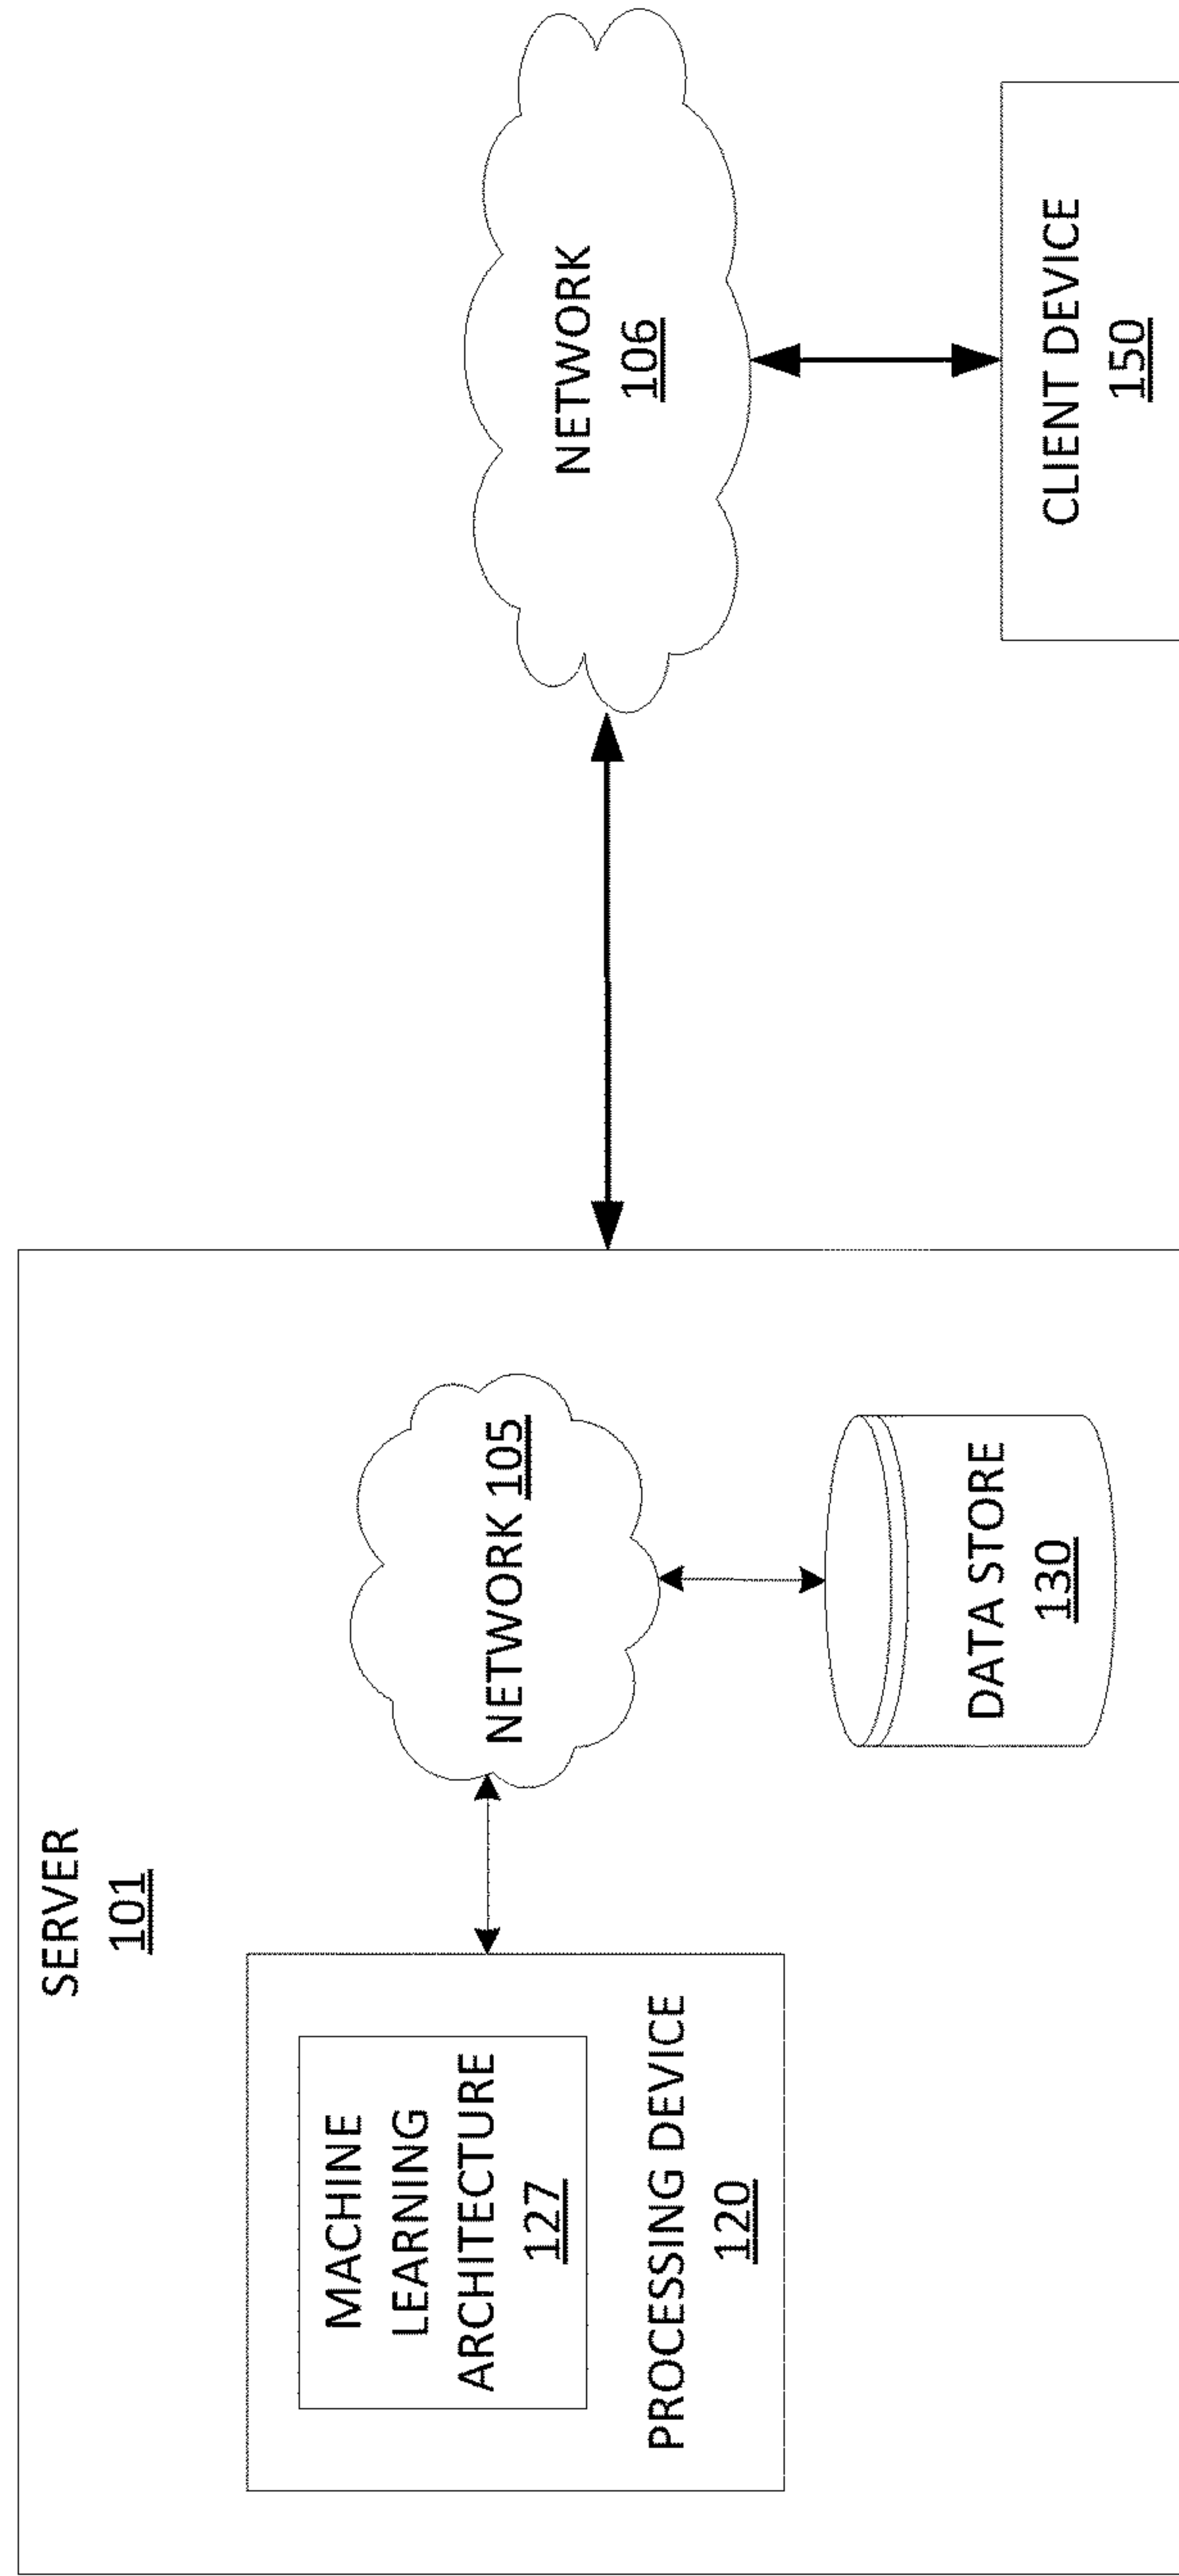 SERVER
101
MACHINE
LEARNING
ARCHITECTURE
127
PROCESSING DEVICE
120
NETWORK 105
DATA STORE
130
NETWORK
106
CLIENT DEVICE
150